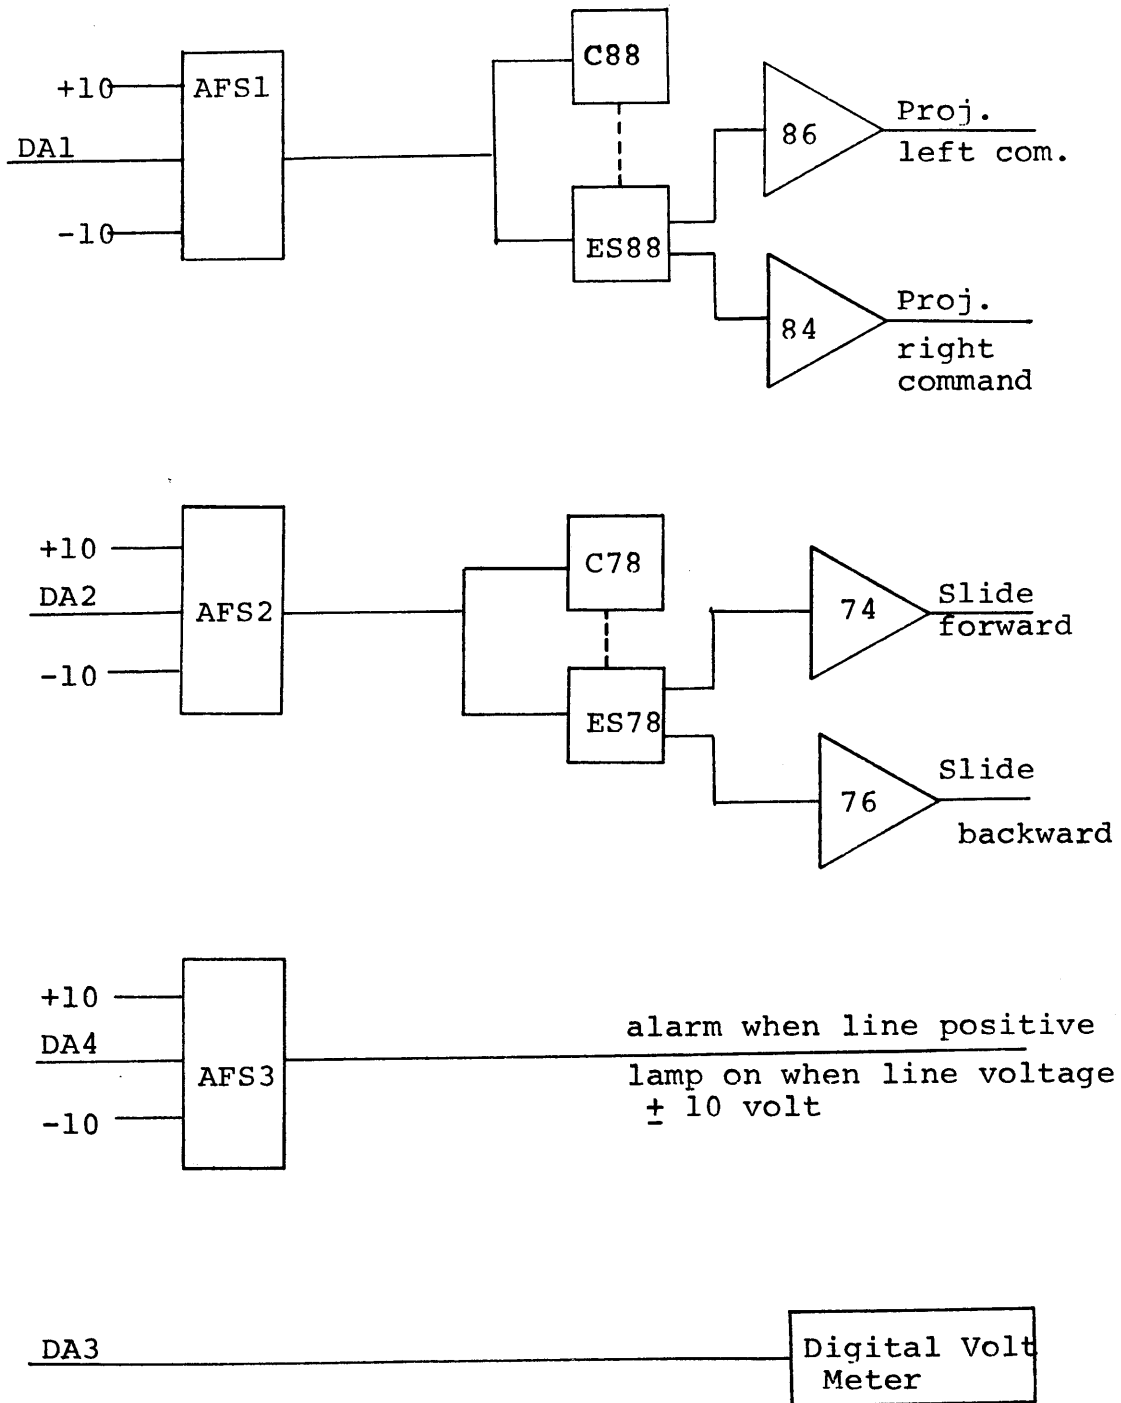 C88
+10
AFS1
DA1
-10
ES88
86
Proj.
left com.
84
Proj.
right
command
+10
DA2
-10
AFS2
C78
ES78
74
Slide
forward
76
Slide
backward
+10
DA4
-10
AFS3
alarm when line positive
lamp on when line voltage
± 10 volt
DA3
Digital Volt
Meter